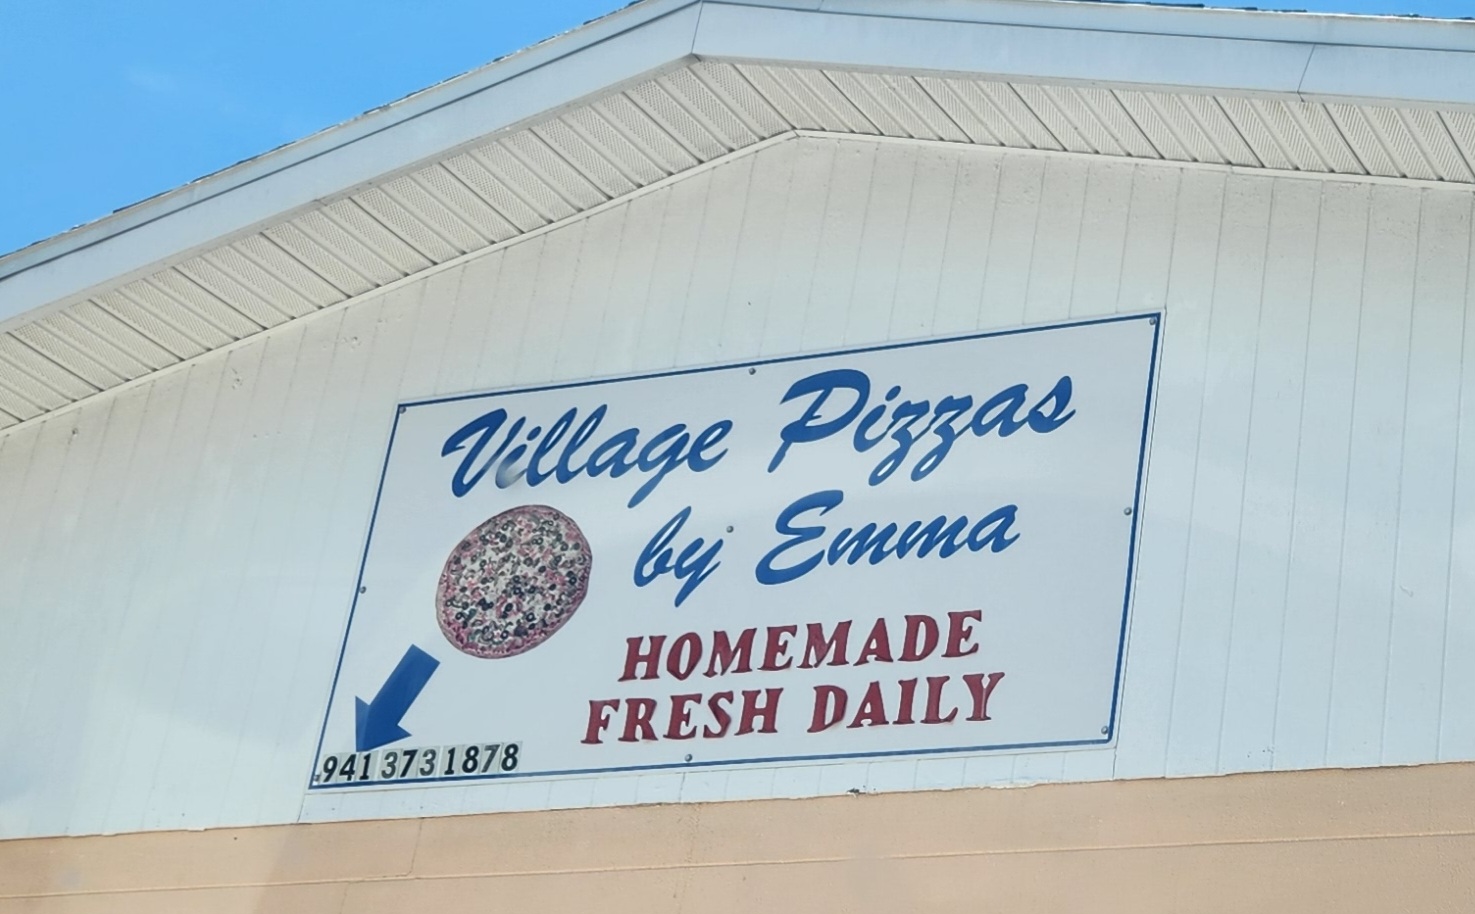 Village Pizzas
by Emma
HOMEMADE
FRESH DAILY
941 373 1878